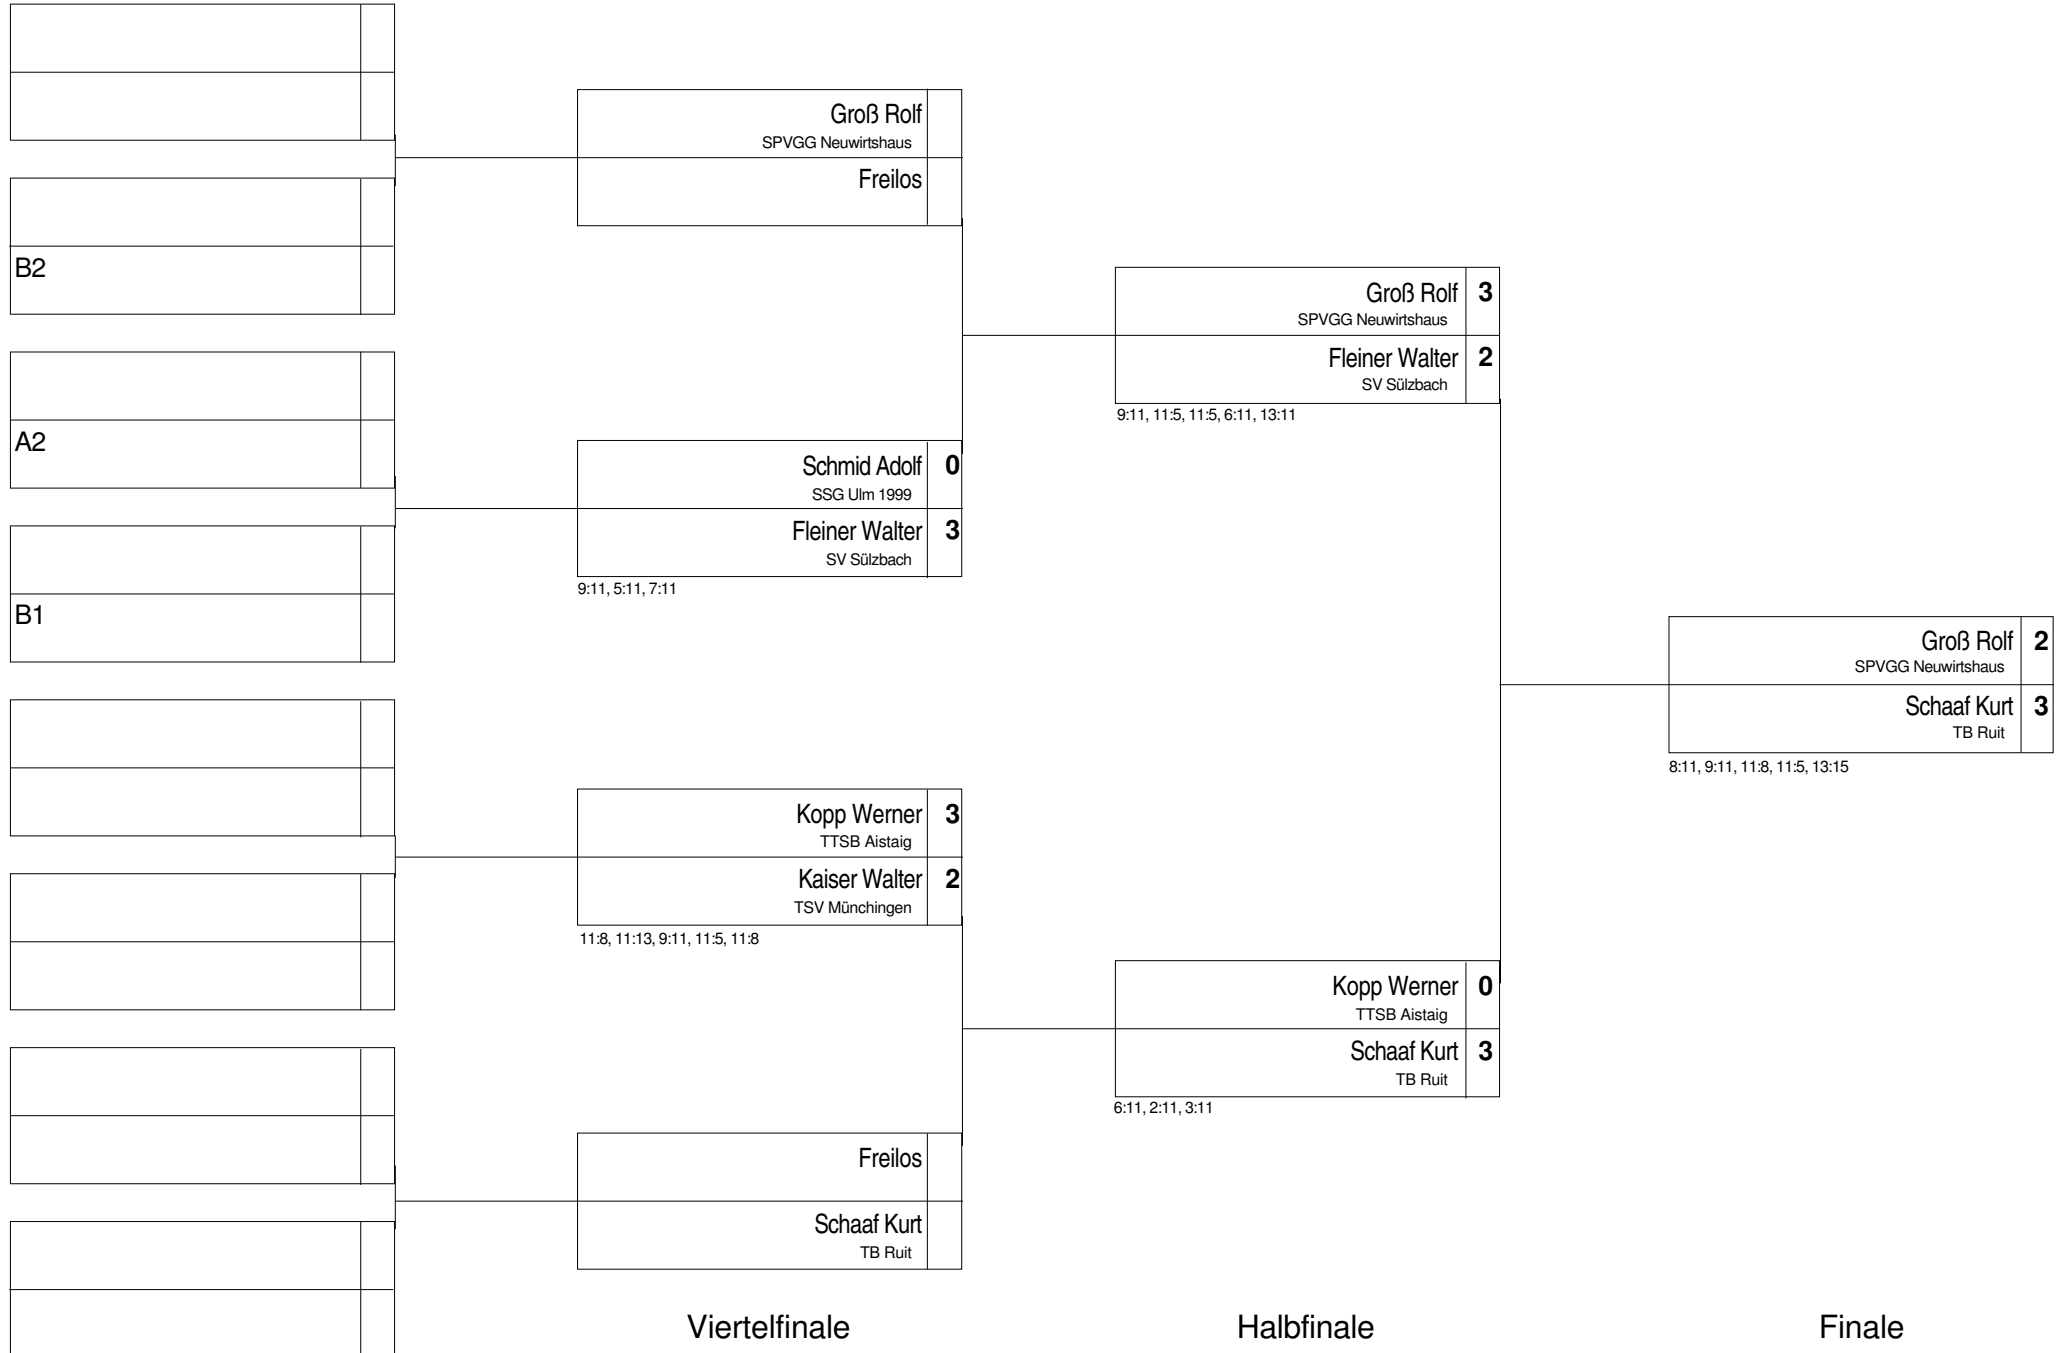 B2
A2
B1
Groß Rolf
SPVGG Neuwirtshaus
Freilos
Schmid Adolf 0
SSG Ulm 1999
Fleiner Walter 3
SV Sülzbach
9:11, 5:11, 7:11
Kopp Werner 3
TTSB Aistaig
Kaiser Walter 2
TSV Münchingen
11:8, 11:13, 9:11, 11:5, 11:8
Freilos
Schaaf Kurt
TB Ruit
Viertelfinale
Groß Rolf 3
SPVGG Neuwirtshaus
Fleiner Walter 2
SV Sülzbach
9:11, 11:5, 11:5, 6:11, 13:11
Kopp Werner 0
TTSB Aistaig
Schaaf Kurt 3
TB Ruit
6:11, 2:11, 3:11
Halbfinale
Groß Rolf 2
SPVGG Neuwirtshaus
Schaaf Kurt 3
TB Ruit
8:11, 9:11, 11:8, 11:5, 13:15
Finale